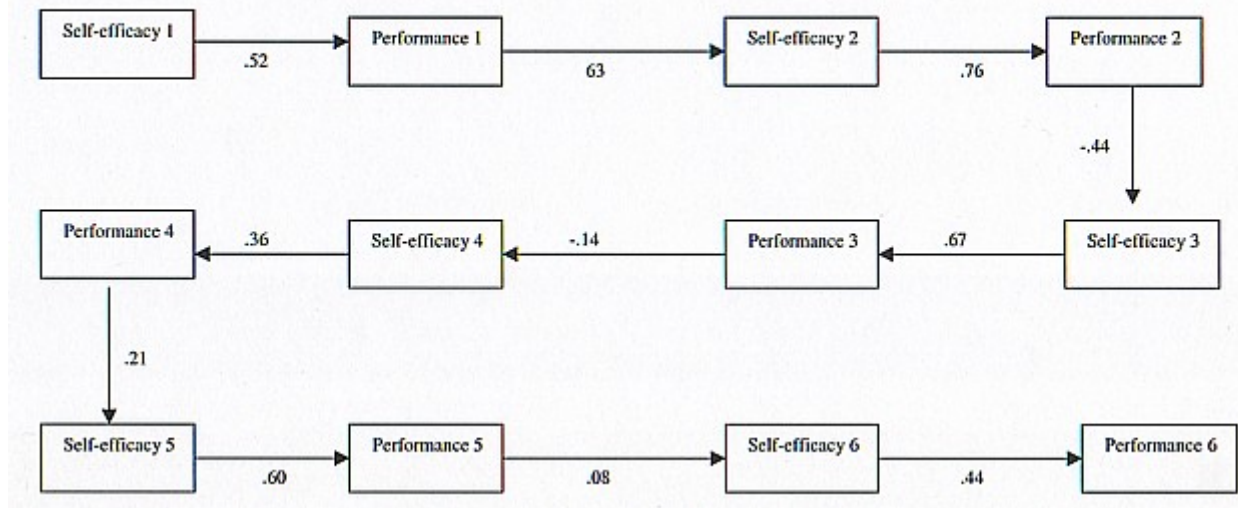 Self-efficacy 1
.52
Performance 1
63
Self-efficacy 2
.76
Performance 2
-.44
Self-efficacy 3
.67
Performance 3
-.14
Self-efficacy 4
.36
Performance 4
.21
Self-efficacy 5
.60
Performance 5
.08
Self-efficacy 6
.44
Performance 6